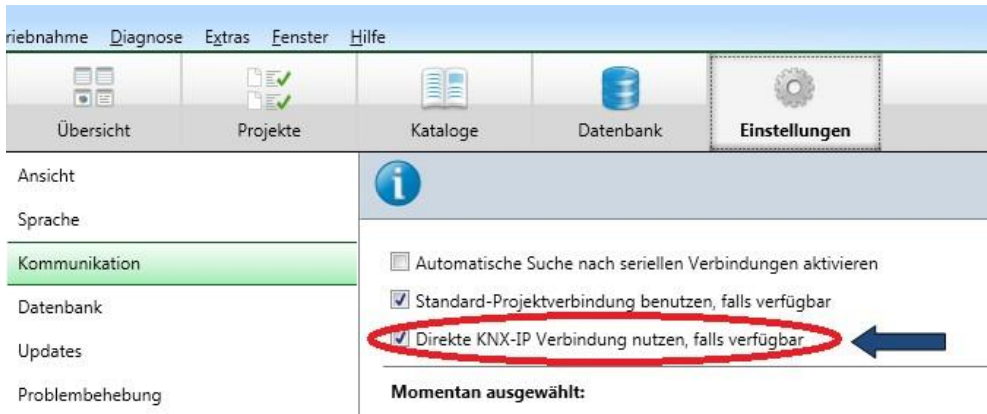 riebnahme Diagnose Extras Fenster Hilfe
Übersicht Projekte Kataloge Datenbank Einstellungen
Ansicht
Sprache
Kommunikation
Datenbank
Updates
Problembehebung
Automatische Suche nach seriellen Verbindungen aktivieren
Standard-Projektverbindung benutzen, falls verfügbar
Direkte KNX-IP Verbindung nutzen, falls verfügbar
Momentan ausgewählt: